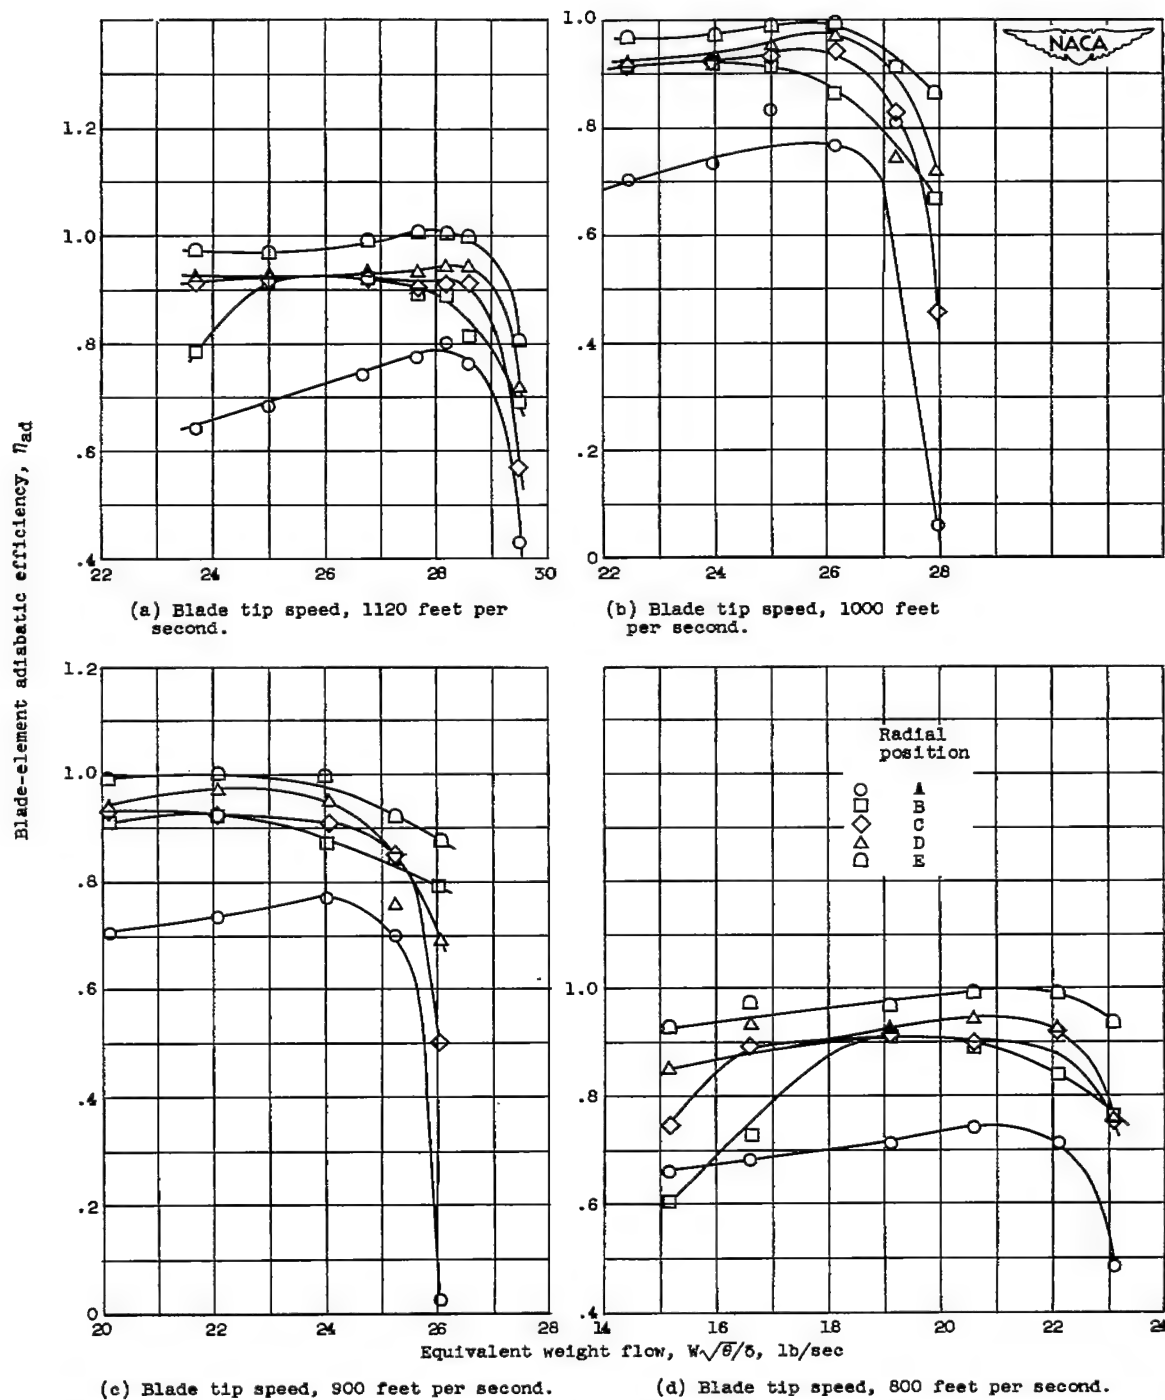 Blade-element adiabatic efficiency, ηad
1.2
1.0
.8
.6
.4
22 24 26 28 30
(a) Blade tip speed, 1120 feet per
second.
1.0
.8
.6
.4
.2
0
22 24 26 28
NACA
(b) Blade tip speed, 1000 feet
per second.
1.2
1.0
.8
.6
.4
.2
0
20 22 24 26 28
(c) Blade tip speed, 900 feet per second.
Radial
position
A
B
C
D
E
1.0
.8
.6
.4
14 16 18 20 22 24
Equivalent weight flow, W√θ/δ, lb/sec
(d) Blade tip speed, 800 feet per second.